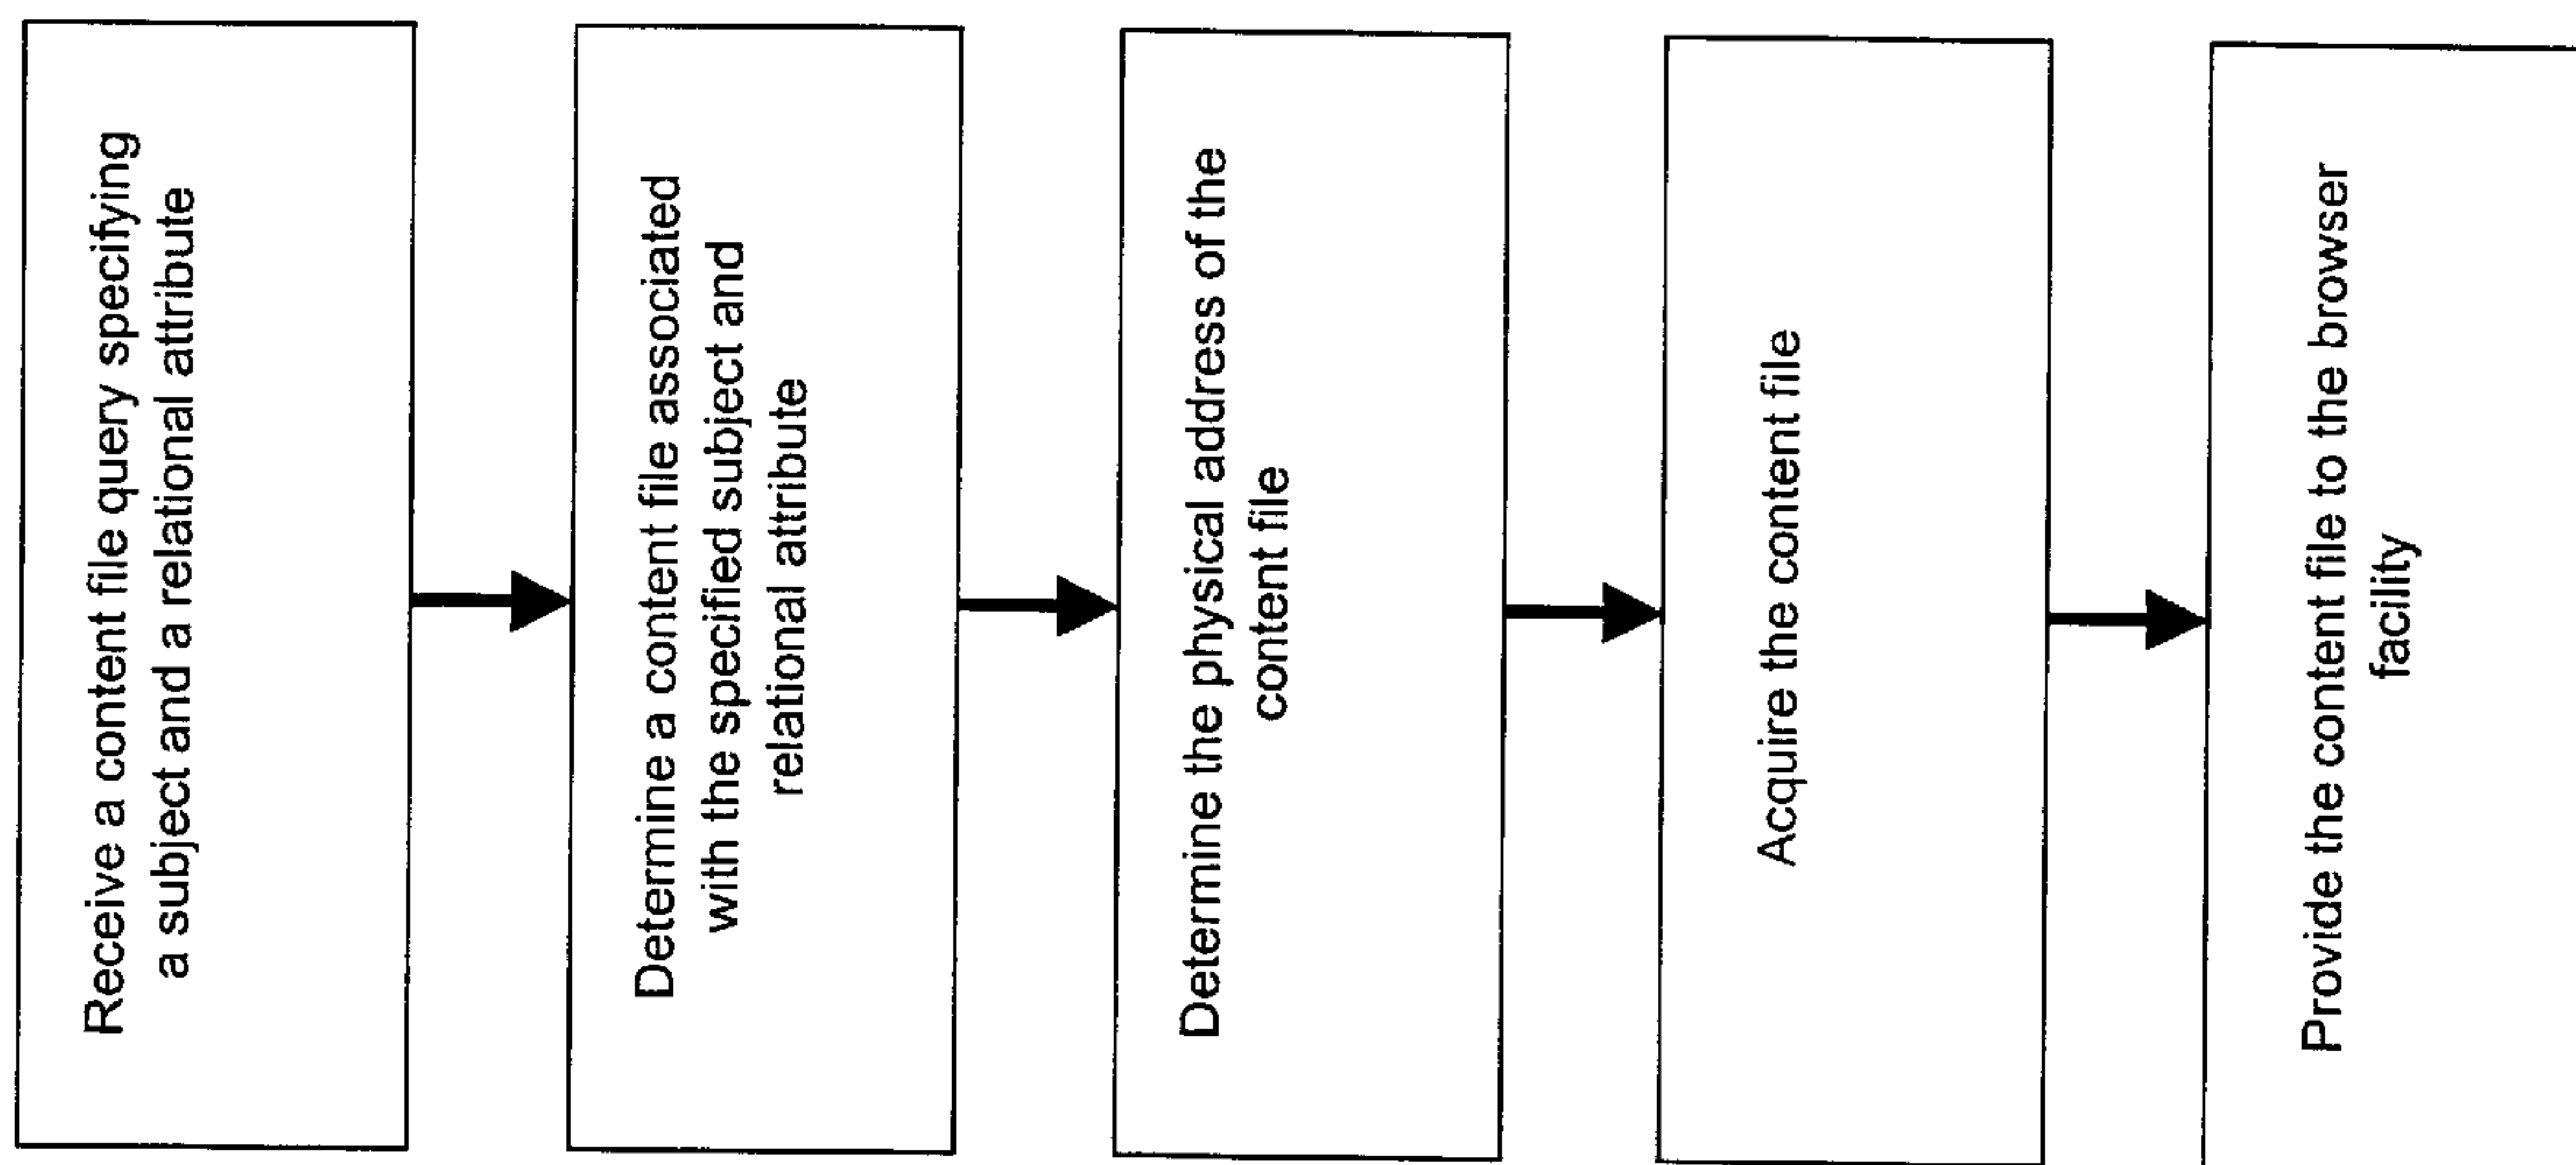 Receive a content file query specifying
a subject and a relational attribute
Determine a content file associated
with the specified subject and
relational attribute
Determine the physical address of the
content file
Acquire the content file
Provide the content file to the browser
facility